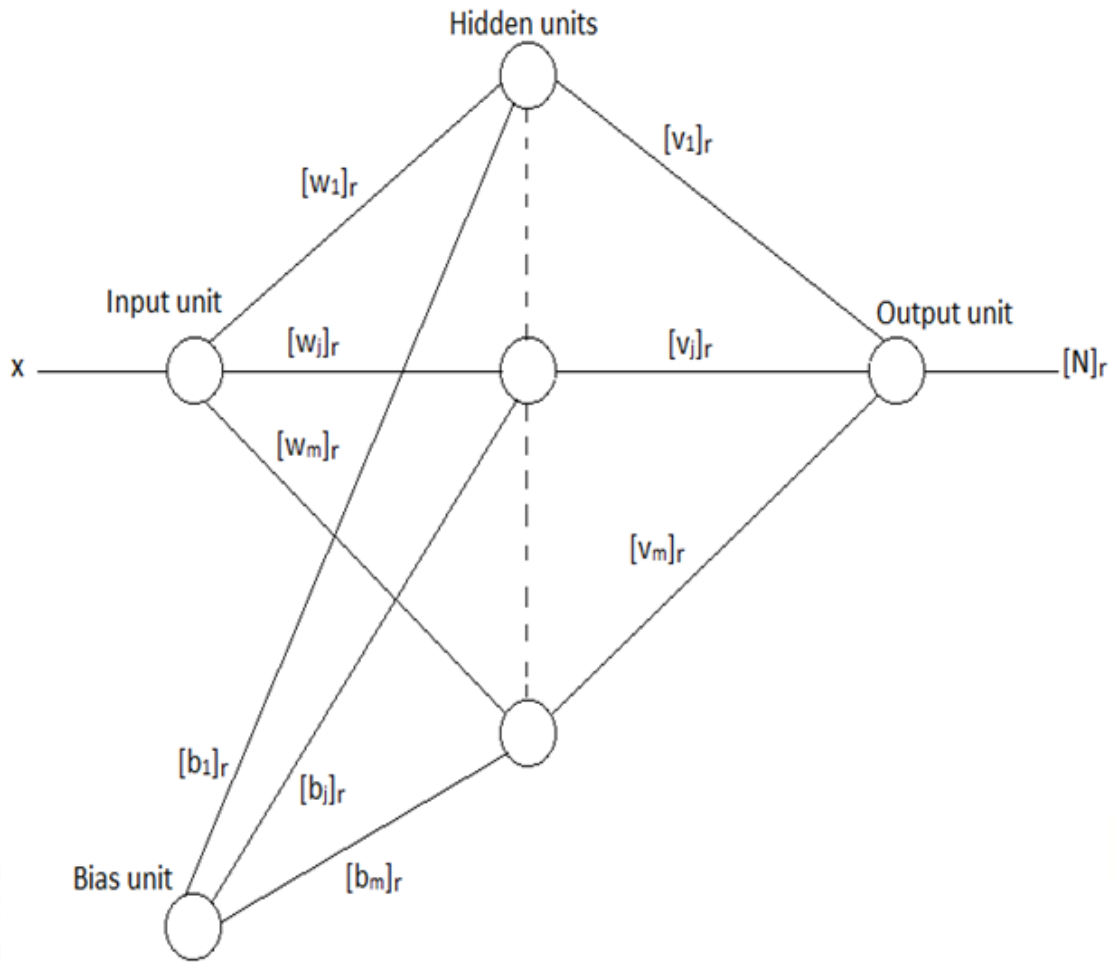 Hidden units
[v₁]ᵣ
[w₁]ᵣ
Input unit
Output unit
[wⱼ]ᵣ
[vⱼ]ᵣ
x
[N]ᵣ
[wₘ]ᵣ
[vₘ]ᵣ
[b₁]ᵣ
[bⱼ]ᵣ
Bias unit
[bₘ]ᵣ